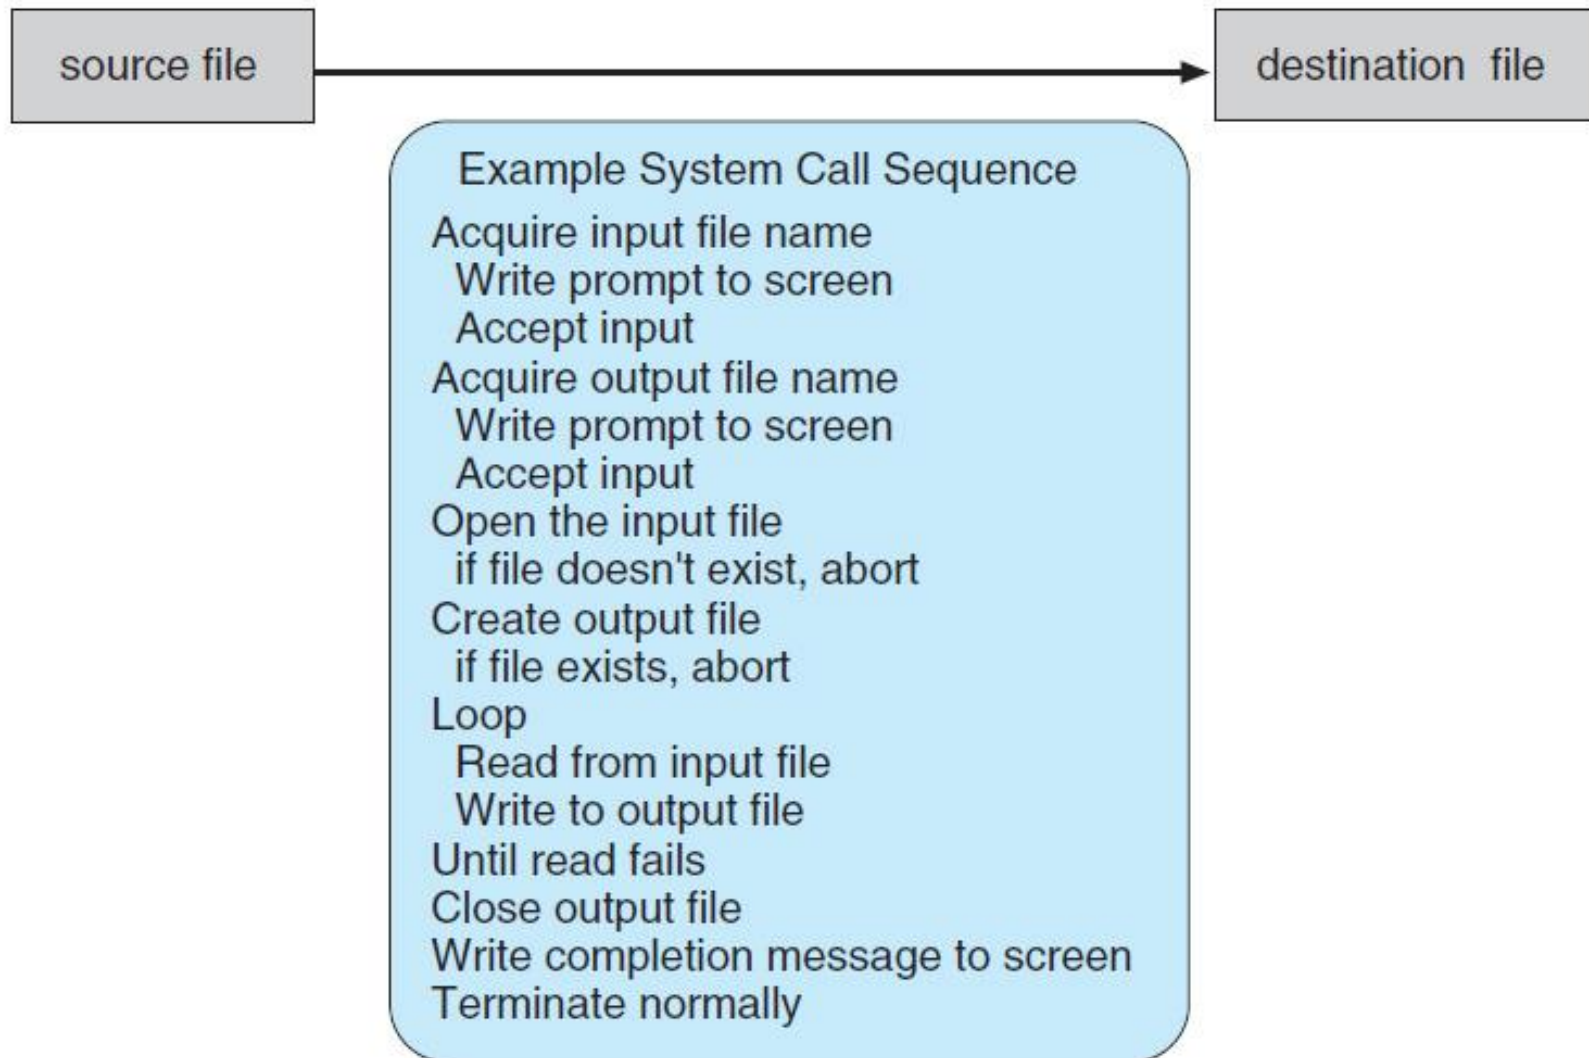 source file
destination file
Example System Call Sequence
Acquire input file name
Write prompt to screen
Accept input
Acquire output file name
Write prompt to screen
Accept input
Open the input file
if file doesn't exist, abort
Create output file
if file exists, abort
Loop
Read from input file
Write to output file
Until read fails
Close output file
Write completion message to screen
Terminate normally